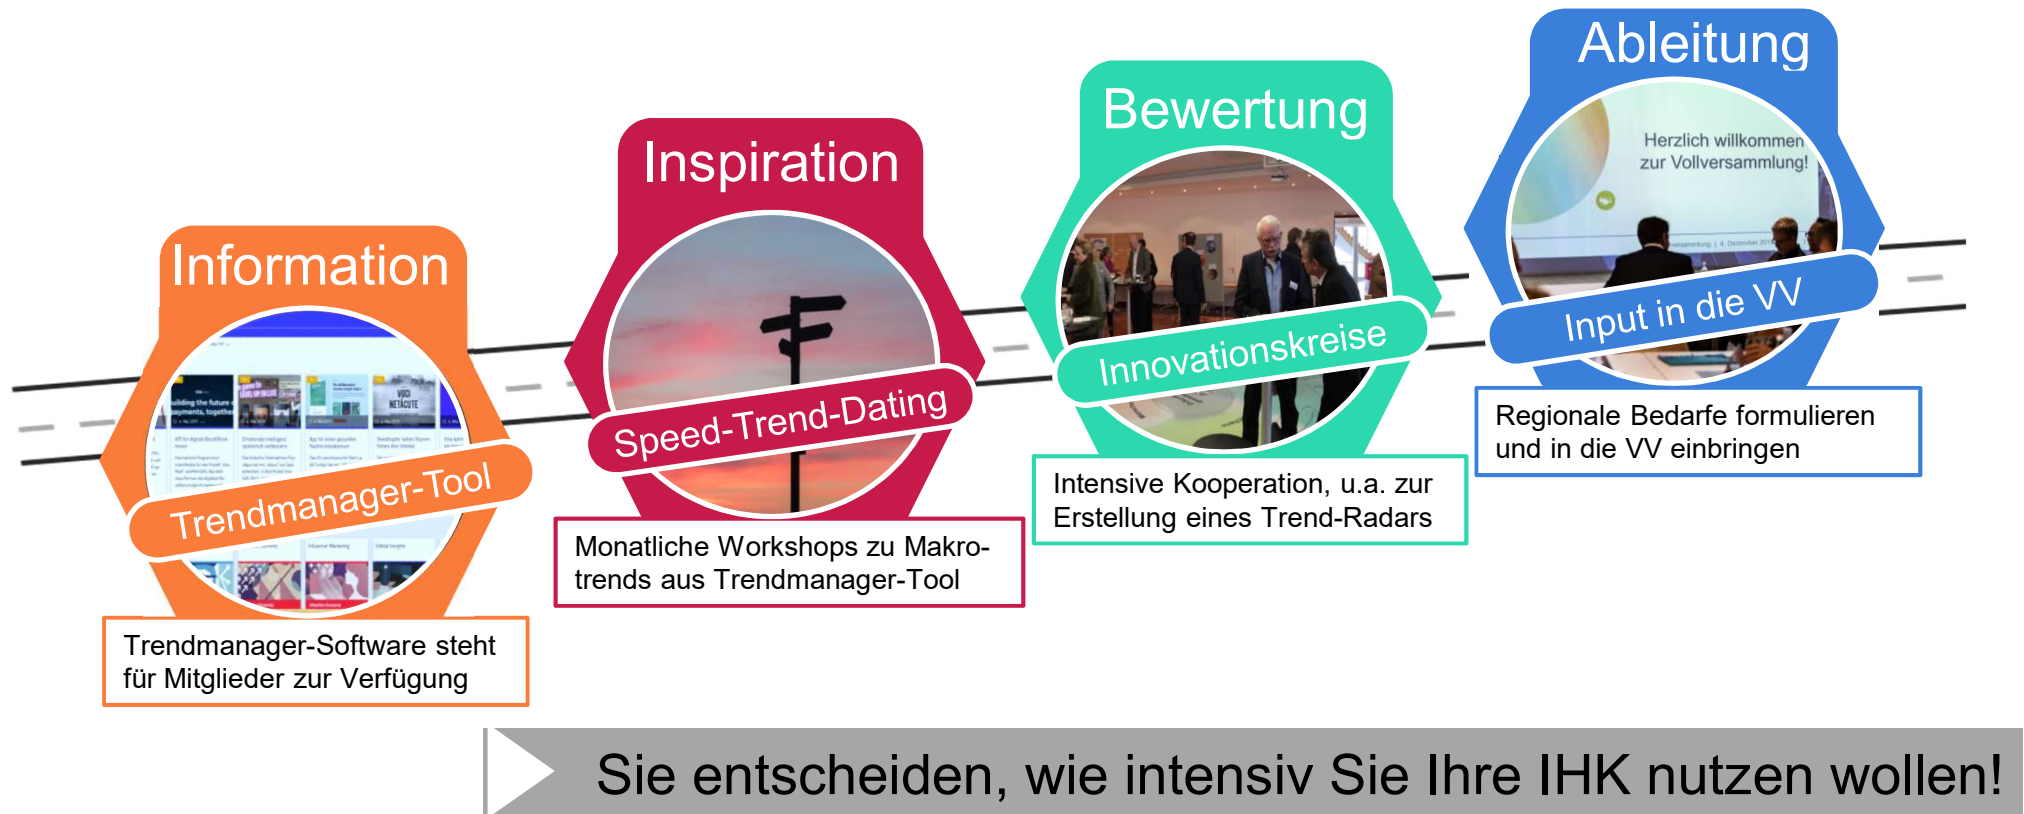 Information
Trendmanager-Tool
Trendmanager-Software steht
für Mitglieder zur Verfügung
Inspiration
Speed-Trend-Dating
Monatliche Workshops zu Makro-
trends aus Trendmanager-Tool
Bewertung
Innovationskreise
Intensive Kooperation, u.a. zur
Erstellung eines Trend-Radars
Ableitung
Herzlich willkommen
zur Vollversammlung!
Input in die VV
Regionale Bedarfe formulieren
und in die VV einbringen
Sie entscheiden, wie intensiv Sie Ihre IHK nutzen wollen!